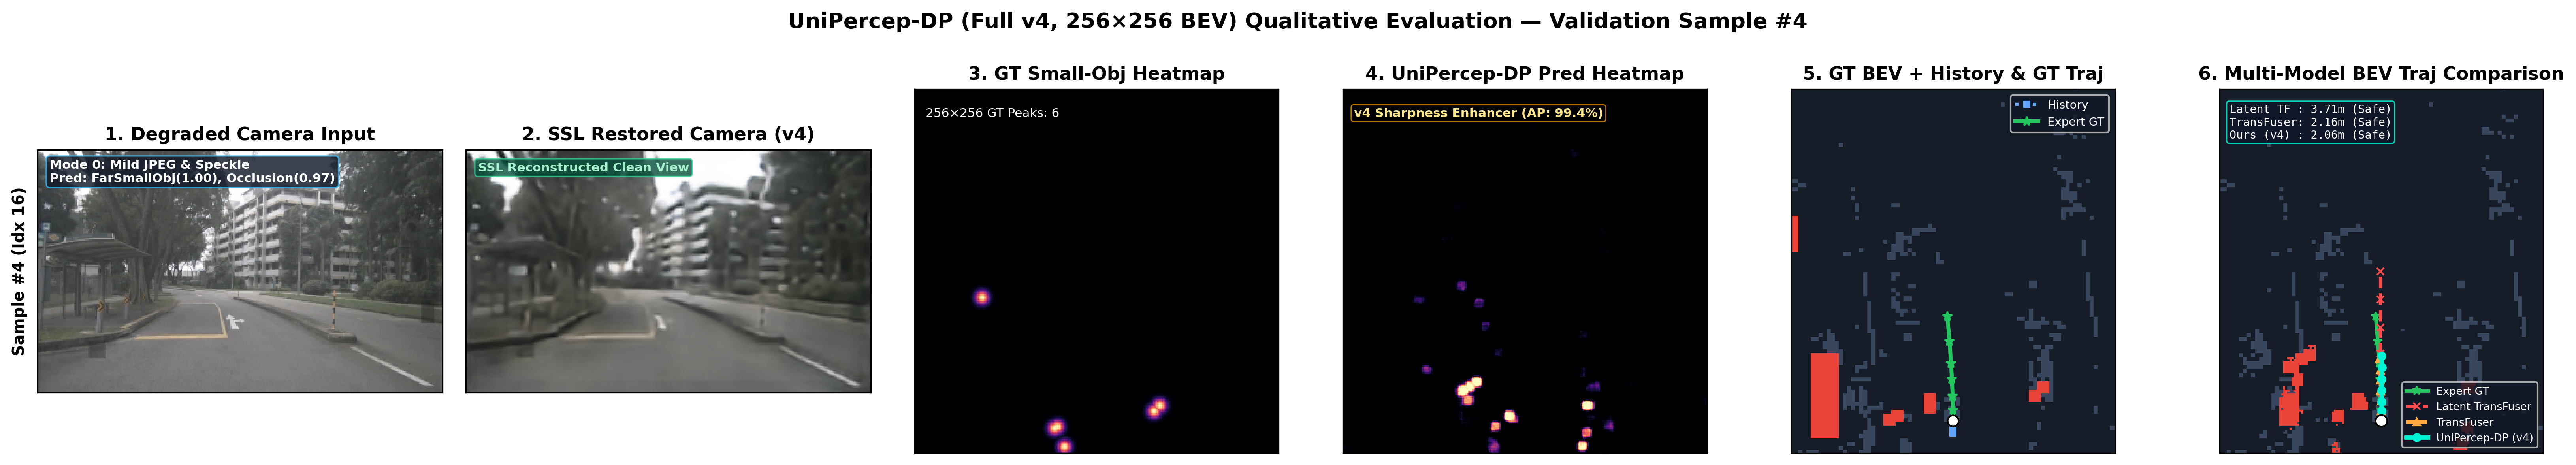 UniPercep-DP (Full v4, 256×256 BEV) Qualitative Evaluation — Validation Sample #4
Sample #4 (Idx 16)
1. Degraded Camera Input
Mode 0: Mild JPEG & Speckle
Pred: FarSmallObj(1.00), Occlusion(0.97)
2. SSL Restored Camera (v4)
SSL Reconstructed Clean View
3. GT Small-Obj Heatmap
256×256 GT Peaks: 6
4. UniPercep-DP Pred Heatmap
v4 Sharpness Enhancer (AP: 99.4%)
5. GT BEV + History & GT Traj
History
Expert GT
6. Multi-Model BEV Traj Comparison
Latent TF : 3.71m (Safe)
TransFuser: 2.16m (Safe)
Ours (v4) : 2.06m (Safe)
Expert GT
Latent TransFuser
TransFuser
UniPercep-DP (v4)